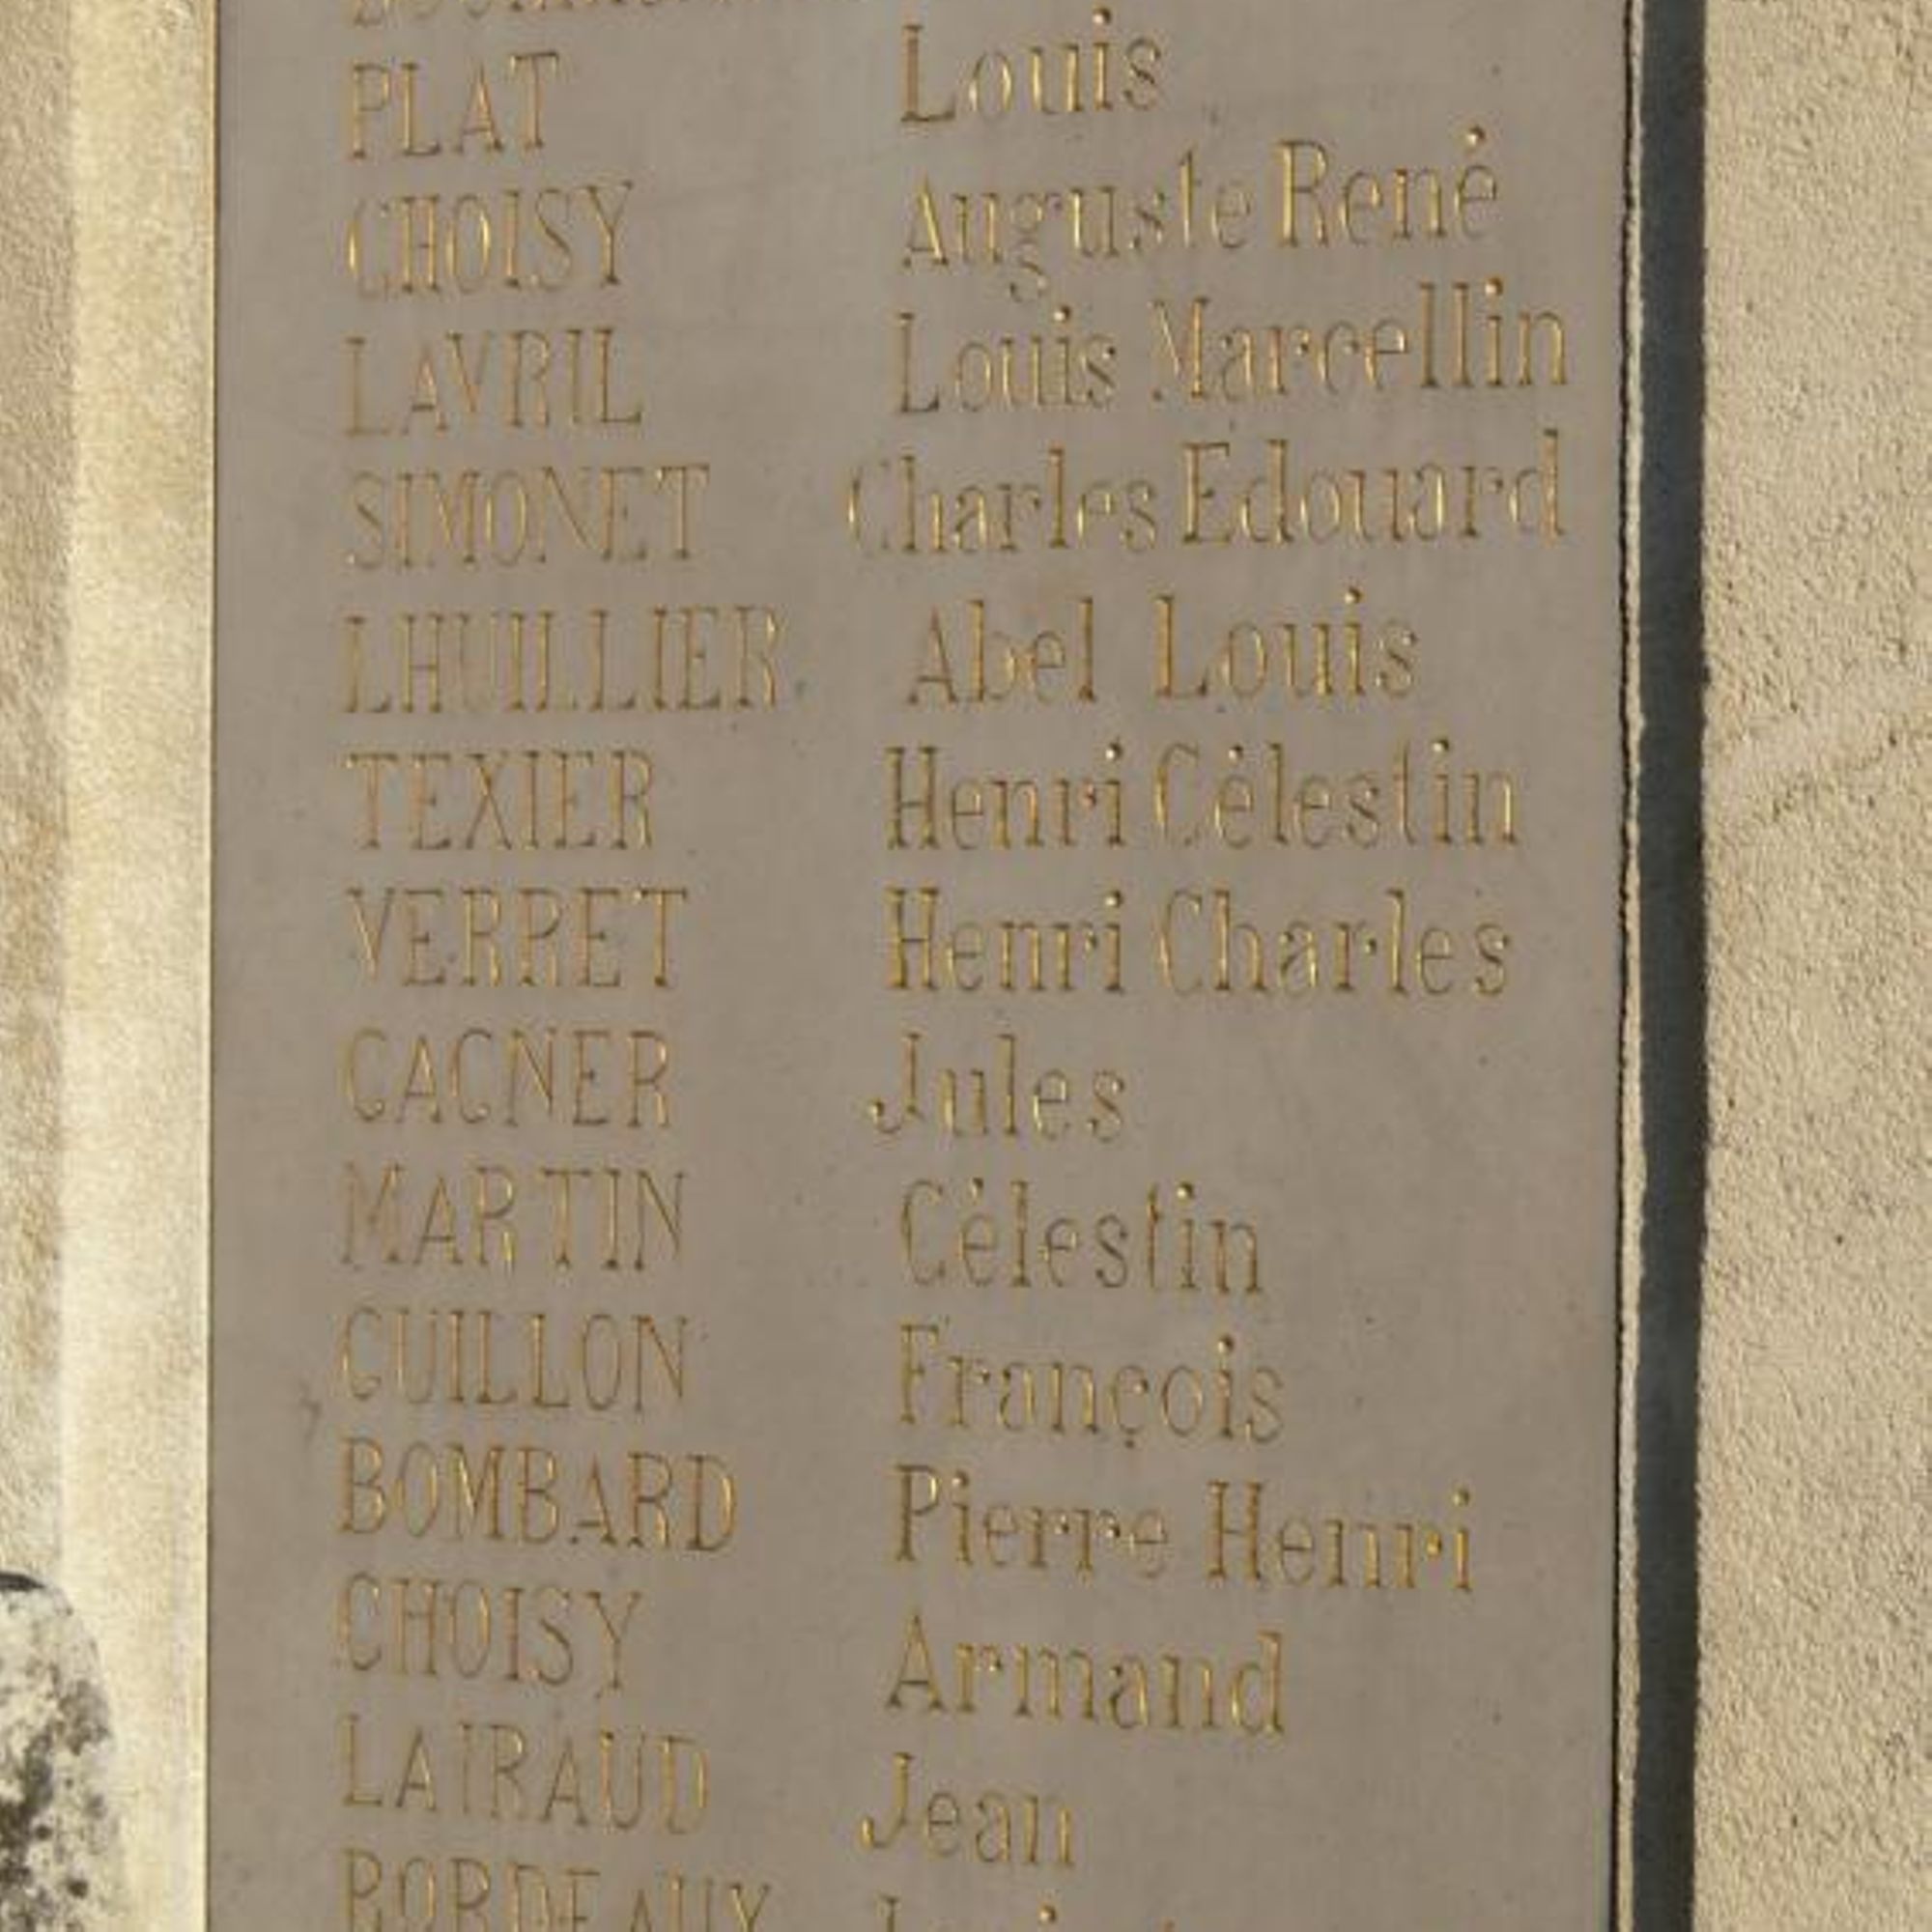 PLAT Louis
CHOISY Auguste René
LAVRIL Louis Marcellin
SIMONET Charles Edouard
LHUILLIER Abel Louis
TEXIER Henri Célestin
VERRET Henri Charles
GAGNER Jules
MARTIN Célestin
GUILLON François
BOMBARD Pierre Henri
CHOISY Armand
LAIRAUD Jean
BORDEAUX